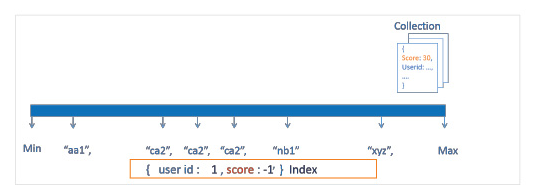 Collection
{
Score: 30,
Userid: ...,
....
}
Min "aa1", "ca2", "ca2", "ca2", "nb1" "xyz", Max
{ user id : 1 , score : -1' } Index